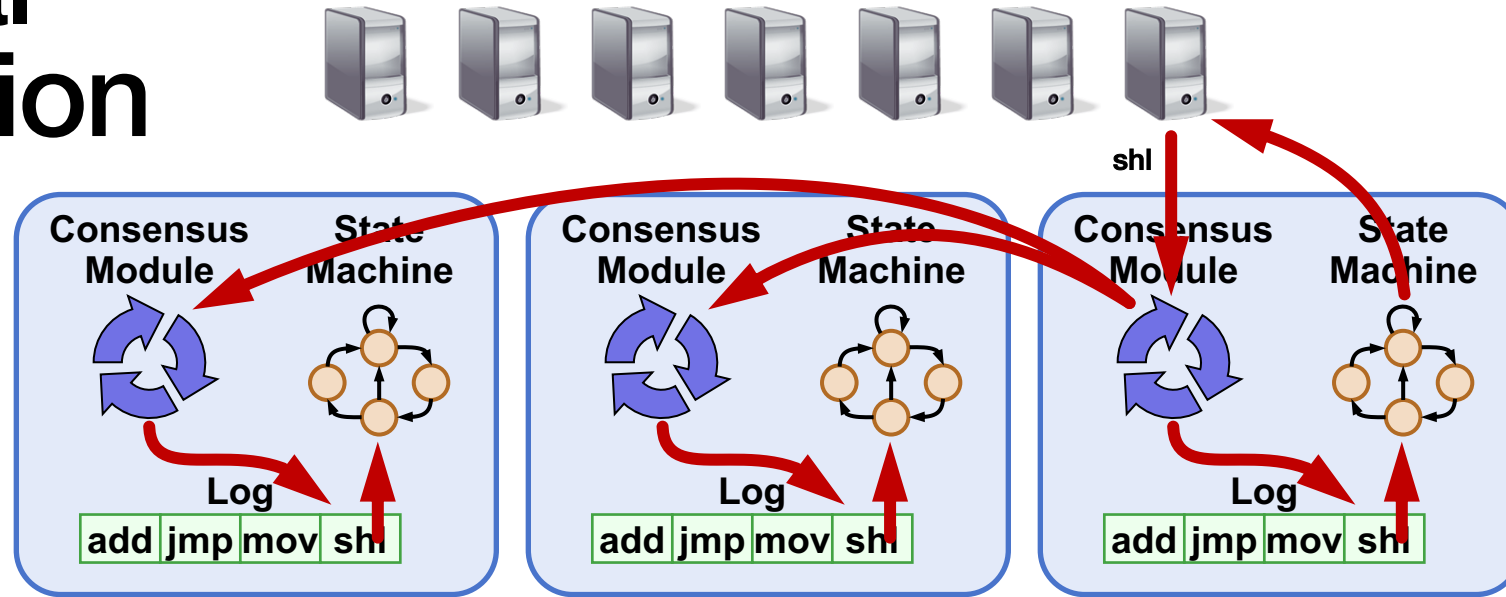 ion
shl
Consensus Module
State Machine
Consensus Module
State Machine
Consensus Module
State Machine
Log
Log
Log
add jmp mov shl
add jmp mov shl
add jmp mov shl